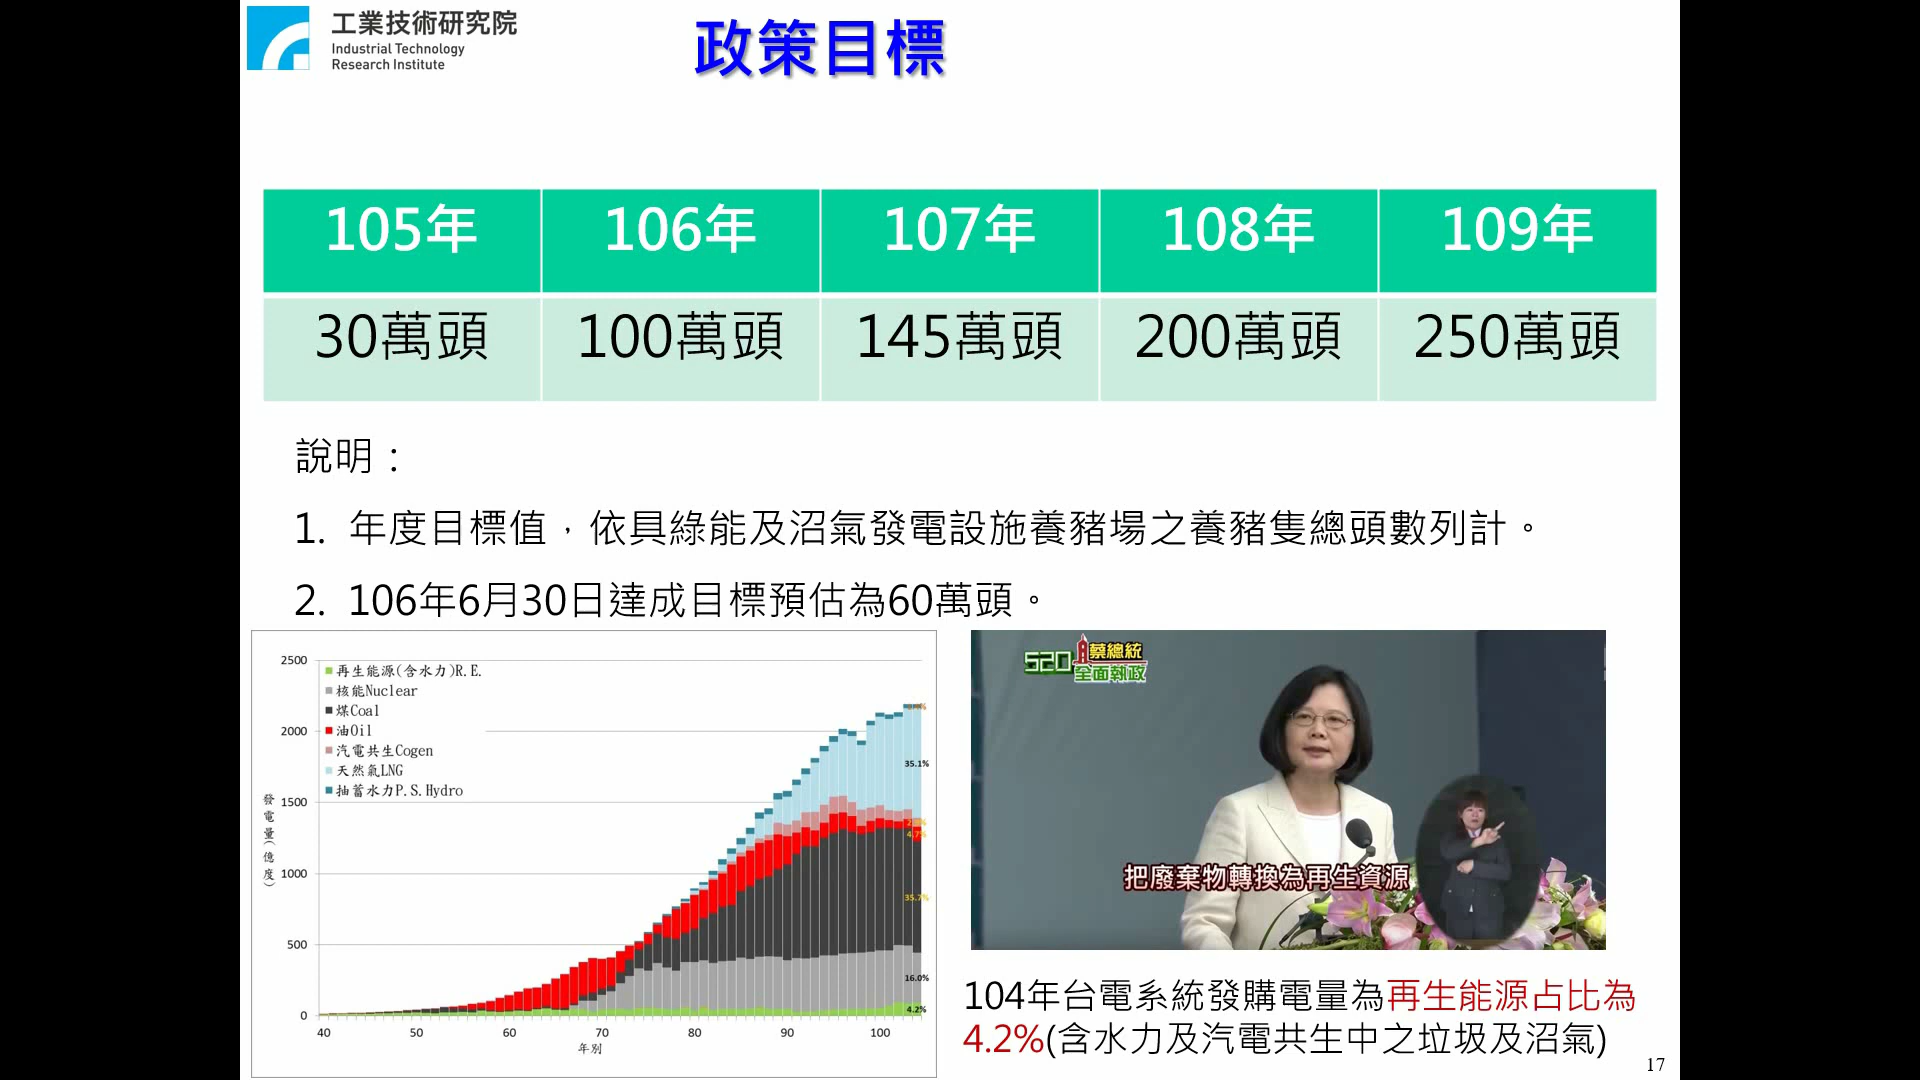 工業技術研究院
Industrial Technology
Research Institute
政策目標
105年 106年 107年 108年 109年
30萬頭 100萬頭 145萬頭 200萬頭 250萬頭
說明：
1. 年度目標值，依具綠能及沼氣發電設施養豬場之養豬隻總頭數列計。
2. 106年6月30日達成目標預估為60萬頭。
2500
2000
1500
1000
500
0
發電量(億度)
再生能源(含水力)R.E.
核能Nuclear
煤Coal
油Oil
汽電共生Cogen
天然氣LNG
抽蓄水力P.S.Hydro
35.1%
4.7%
35.7%
16.0%
4.2%
40 50 60 70 80 90 100
年別
520 蔡總統
全面執政
把廢棄物轉換為再生資源
104年台電系統發購電量為再生能源占比為
4.2%(含水力及汽電共生中之垃圾及沼氣)
17